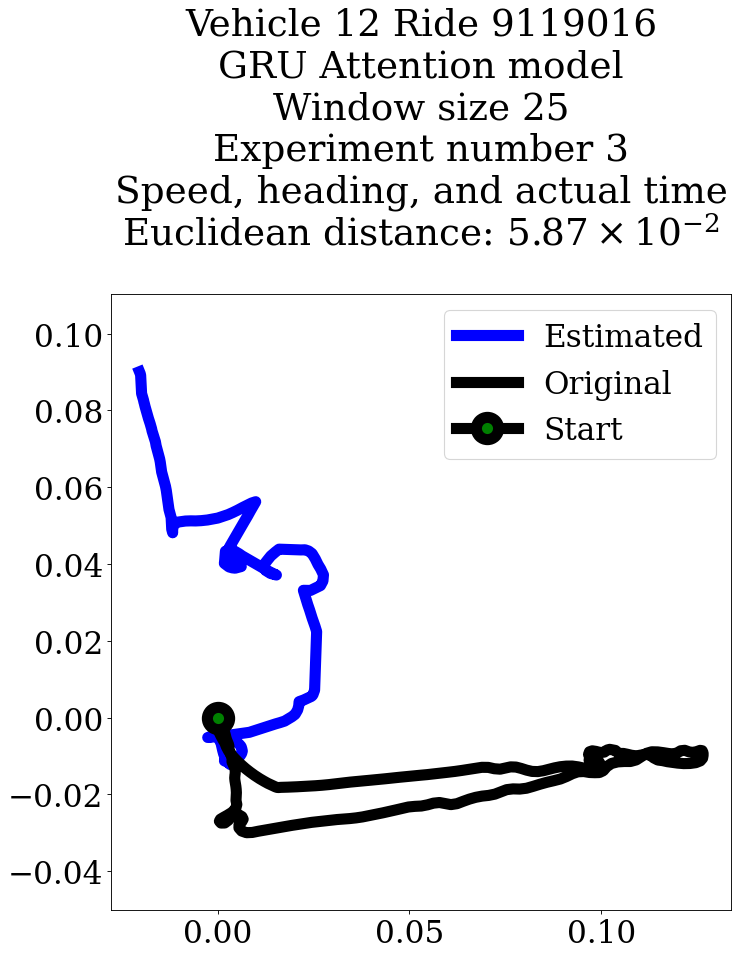 Vehicle 12 Ride 9119016
GRU Attention model
Window size 25
Experiment number 3
Speed, heading, and actual time
Euclidean distance: 5.87 × 10⁻²
0.10
0.08
0.06
0.04
0.02
0.00
−0.02
−0.04
Estimated
Original
Start
0.00 0.05 0.10